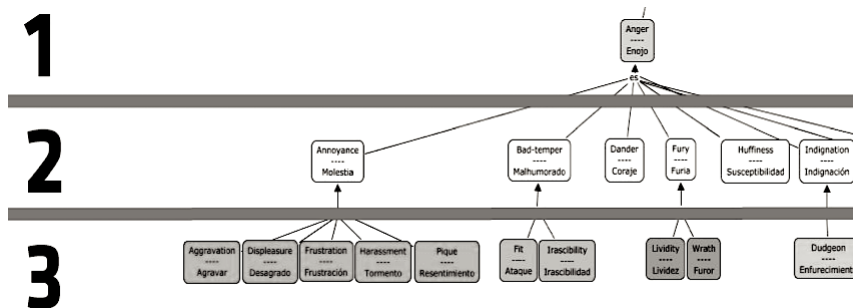 1
Anger
----
Enojo
es
2
Annoyance
----
Molestia
Bad-temper
----
Malhumorado
Dander
----
Coraje
Fury
----
Furia
Huffiness
----
Susceptibilidad
Indignation
----
Indignación
3
Aggravation
----
Agravar
Displeasure
----
Desagrado
Frustration
----
Frustración
Harassment
----
Tormento
Pique
----
Resentimiento
Fit
----
Ataque
Irascibility
----
Irascibilidad
Lividity
----
Lividez
Wrath
----
Furor
Dudgeon
----
Enfurecimient